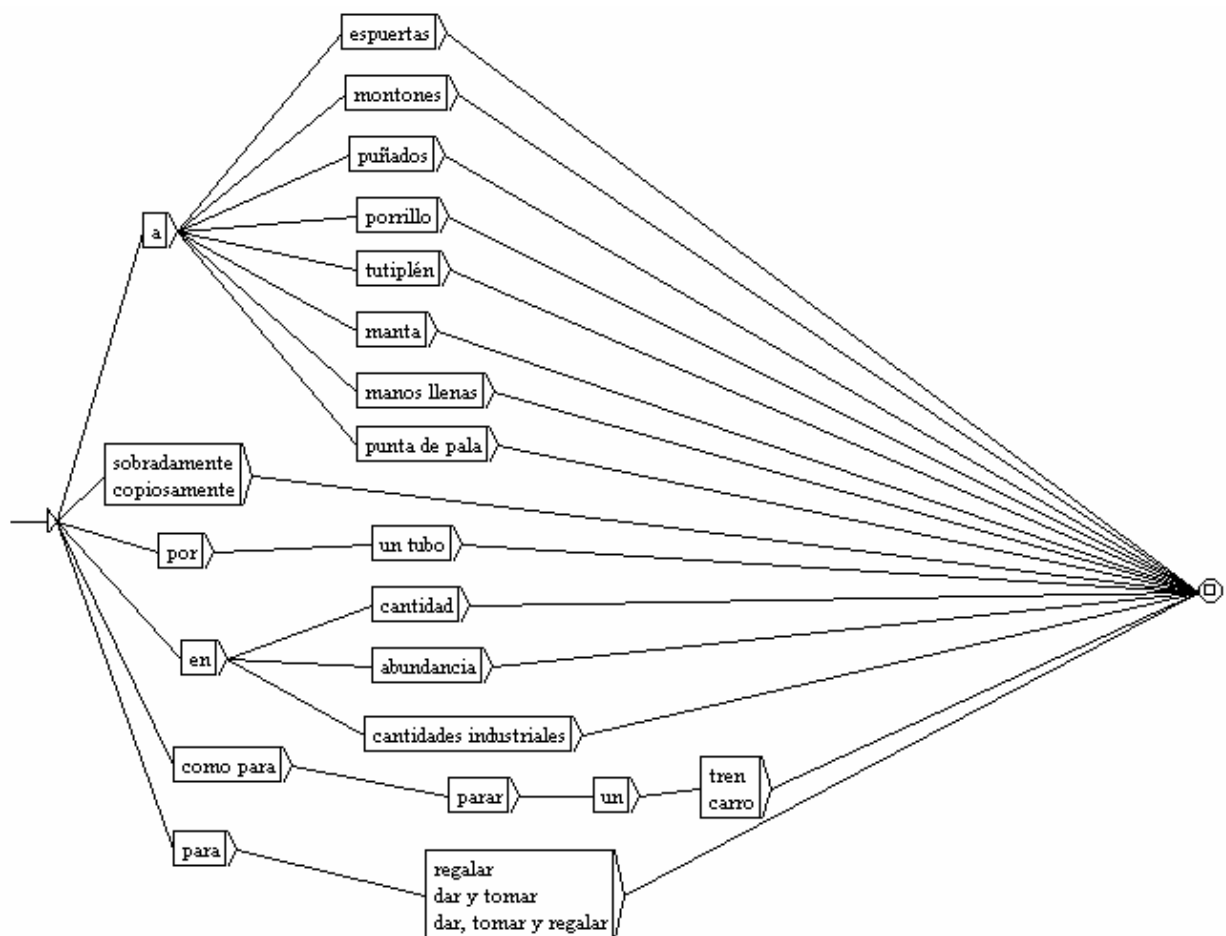 espuertas
montones
puñados
a
porrillo
tutiplén
manta
manos llenas
punta de pala
sobradamente
copiosamente
por
un tubo
en
cantidad
abundancia
cantidades industriales
como para
parar
un
tren
carro
para
regalar
dar y tomar
dar, tomar y regalar